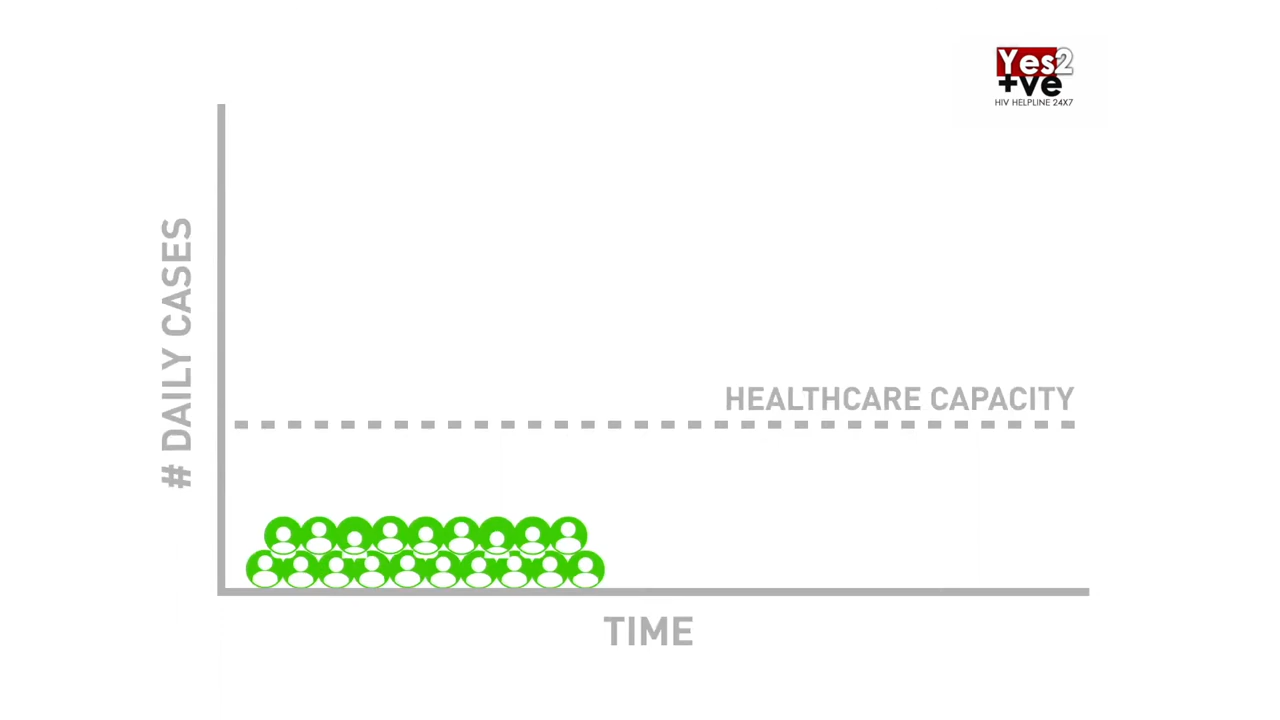 Yes2
+ve
HIV HELPLINE 24X7
# DAILY CASES
HEALTHCARE CAPACITY
TIME